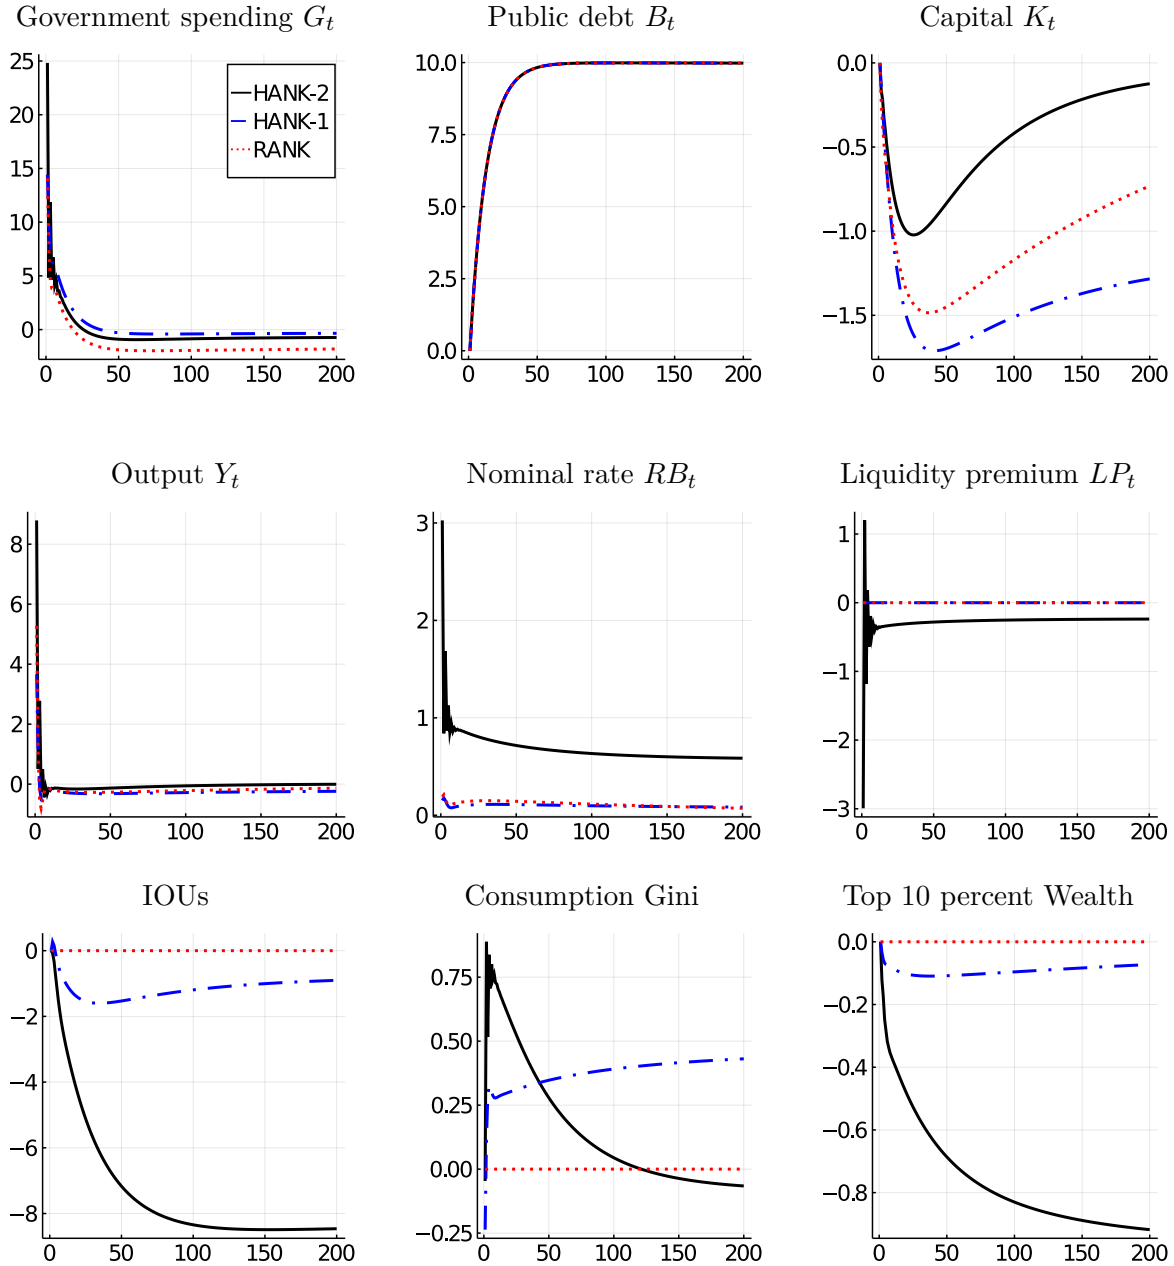 Government spending G_t
Public debt B_t
Capital K_t
25
20
15
10
5
0
HANK-2
HANK-1
RANK
0 50 100 150 200
10.0
7.5
5.0
2.5
0.0
0 50 100 150 200
0.0
−0.5
−1.0
−1.5
0 50 100 150 200
Output Y_t
Nominal rate RB_t
Liquidity premium LP_t
8
6
4
2
0
0 50 100 150 200
3
2
1
0
0 50 100 150 200
1
0
−1
−2
−3
0 50 100 150 200
IOUs
Consumption Gini
Top 10 percent Wealth
0
−2
−4
−6
−8
0 50 100 150 200
0.75
0.50
0.25
0.00
−0.25
0 50 100 150 200
0.0
−0.2
−0.4
−0.6
−0.8
0 50 100 150 200